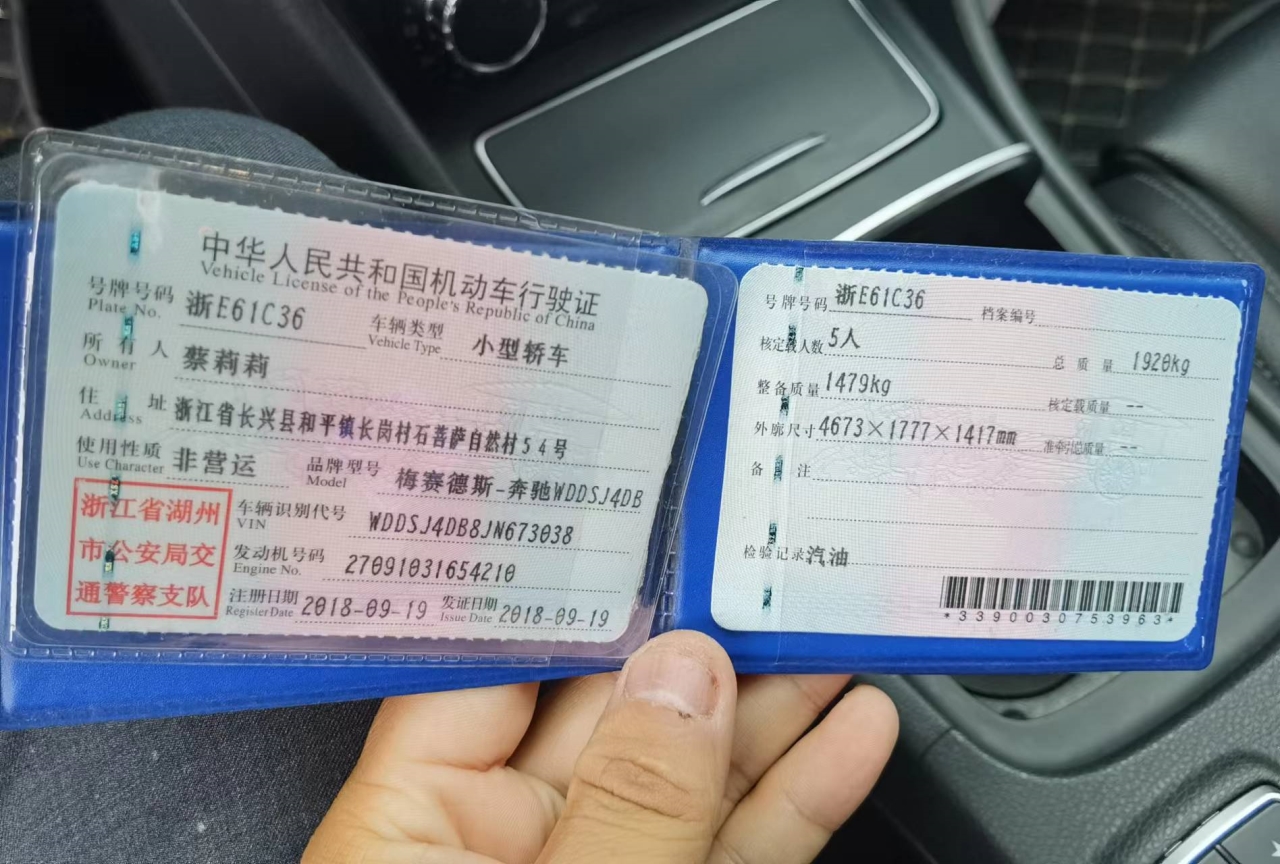 中华人民共和国机动车行驶证
Vehicle License of the People's Republic of China
号牌号码 浙E61C36 车辆类型 小型轿车
Plate No. Vehicle Type
所有人 蔡莉莉
Owner
住址 浙江省长兴县和平镇长岗村石菩萨自然村54号
Address
使用性质 非营运 品牌型号 梅赛德斯-奔驰WDDSJ4DB
Use Character Model
浙江省湖州
市公安局交
通警察支队
车辆识别代号 WDDSJ4DB8JN673038
VIN
发动机号码 27091031654210
Engine No.
注册日期 2018-09-19 发证日期 2018-09-19
Register Date Issue Date
号牌号码 浙E61C36 档案编号
核定载人数 5人 总质量 1920kg
整备质量 1479kg 核定载质量 --
外廓尺寸 4673×1777×1417mm 准牵引总质量 --
备注
检验记录 汽油
*3390030753963*